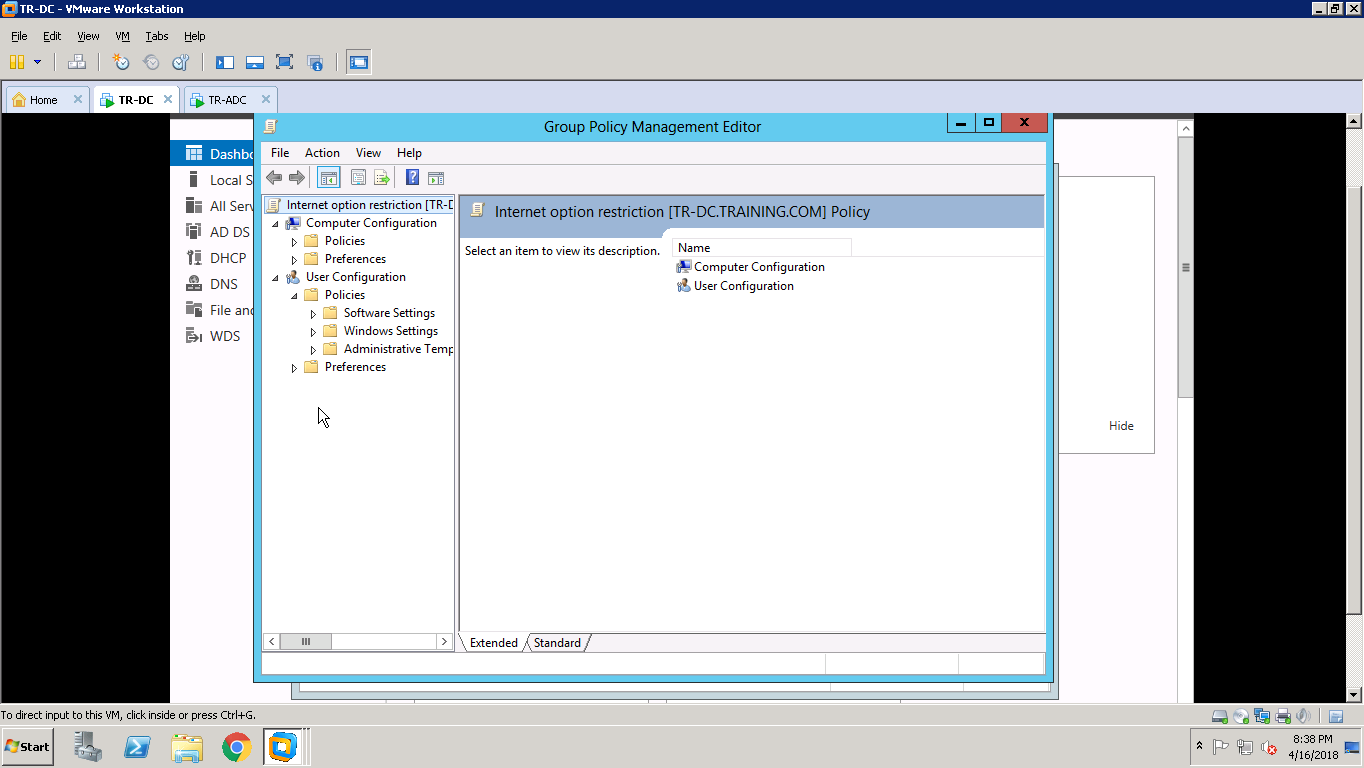 TR-DC - VMware Workstation
File Edit View VM Tabs Help
Home TR-DC TR-ADC
Group Policy Management Editor
File Action View Help
Dashbo
Local S
All Serv
AD DS
DHCP
DNS
File and
WDS
Internet option restriction [TR-D
Computer Configuration
Policies
Preferences
User Configuration
Policies
Software Settings
Windows Settings
Administrative Temp
Preferences
Internet option restriction [TR-DC.TRAINING.COM] Policy
Select an item to view its description.
Name
Computer Configuration
User Configuration
Hide
Extended Standard
To direct input to this VM, click inside or press Ctrl+G.
Start
8:38 PM
4/16/2018